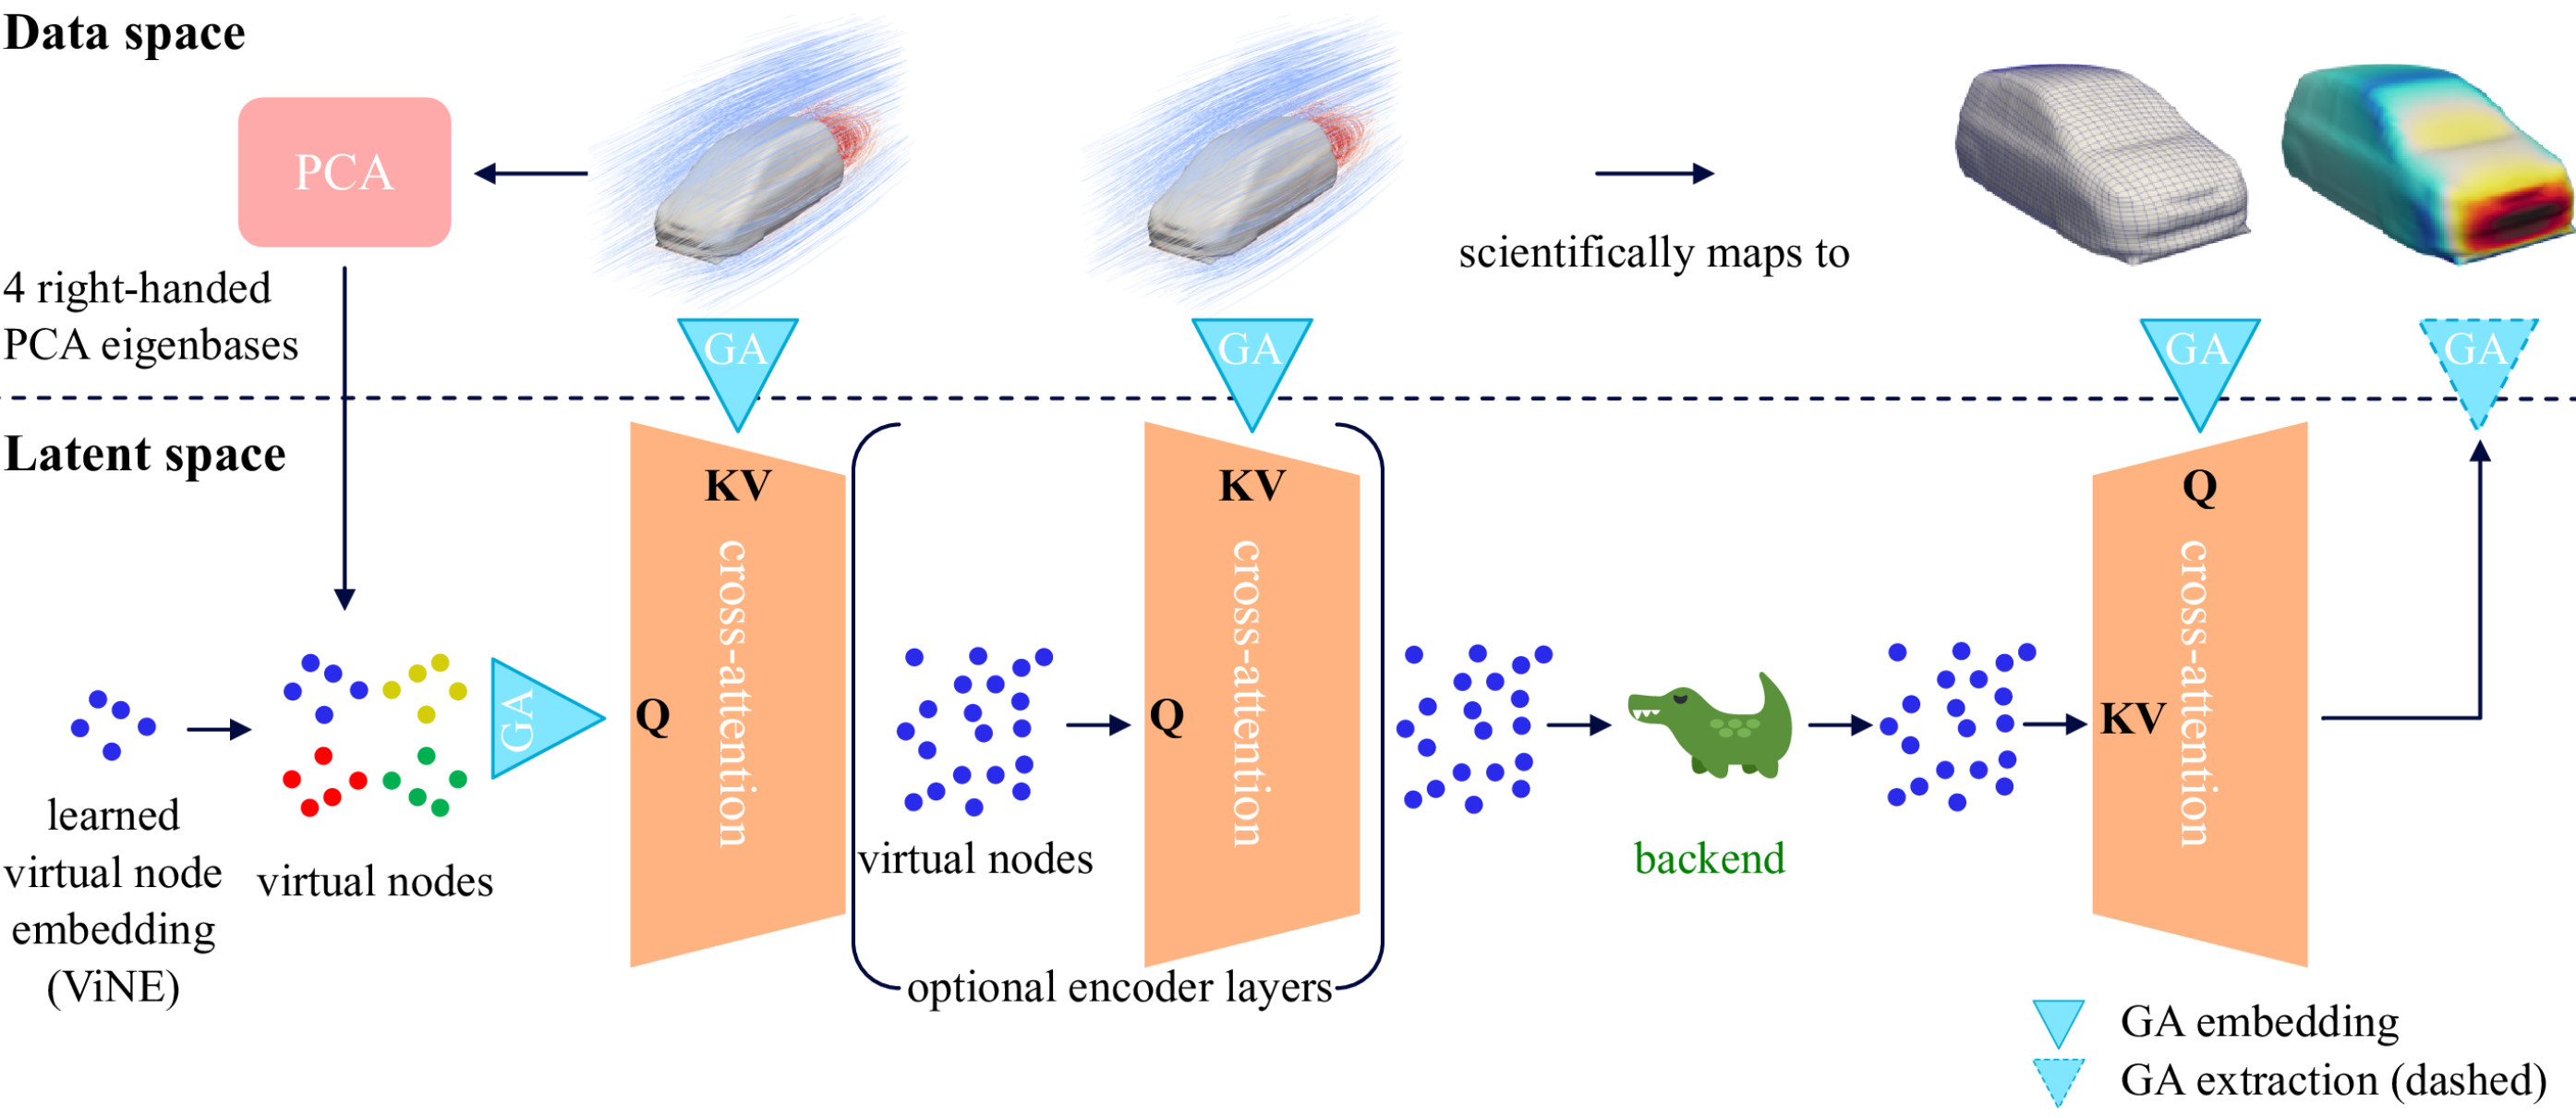 Data space
PCA
scientifically maps to
4 right-handed
PCA eigenbases
GA
GA
GA
GA
Latent space
KV
KV
Q
cross-attention
cross-attention
cross-attention
GA
Q
Q
KV
learned
virtual node
embedding
(ViNE)
virtual nodes
virtual nodes
backend
optional encoder layers
GA embedding
GA extraction (dashed)